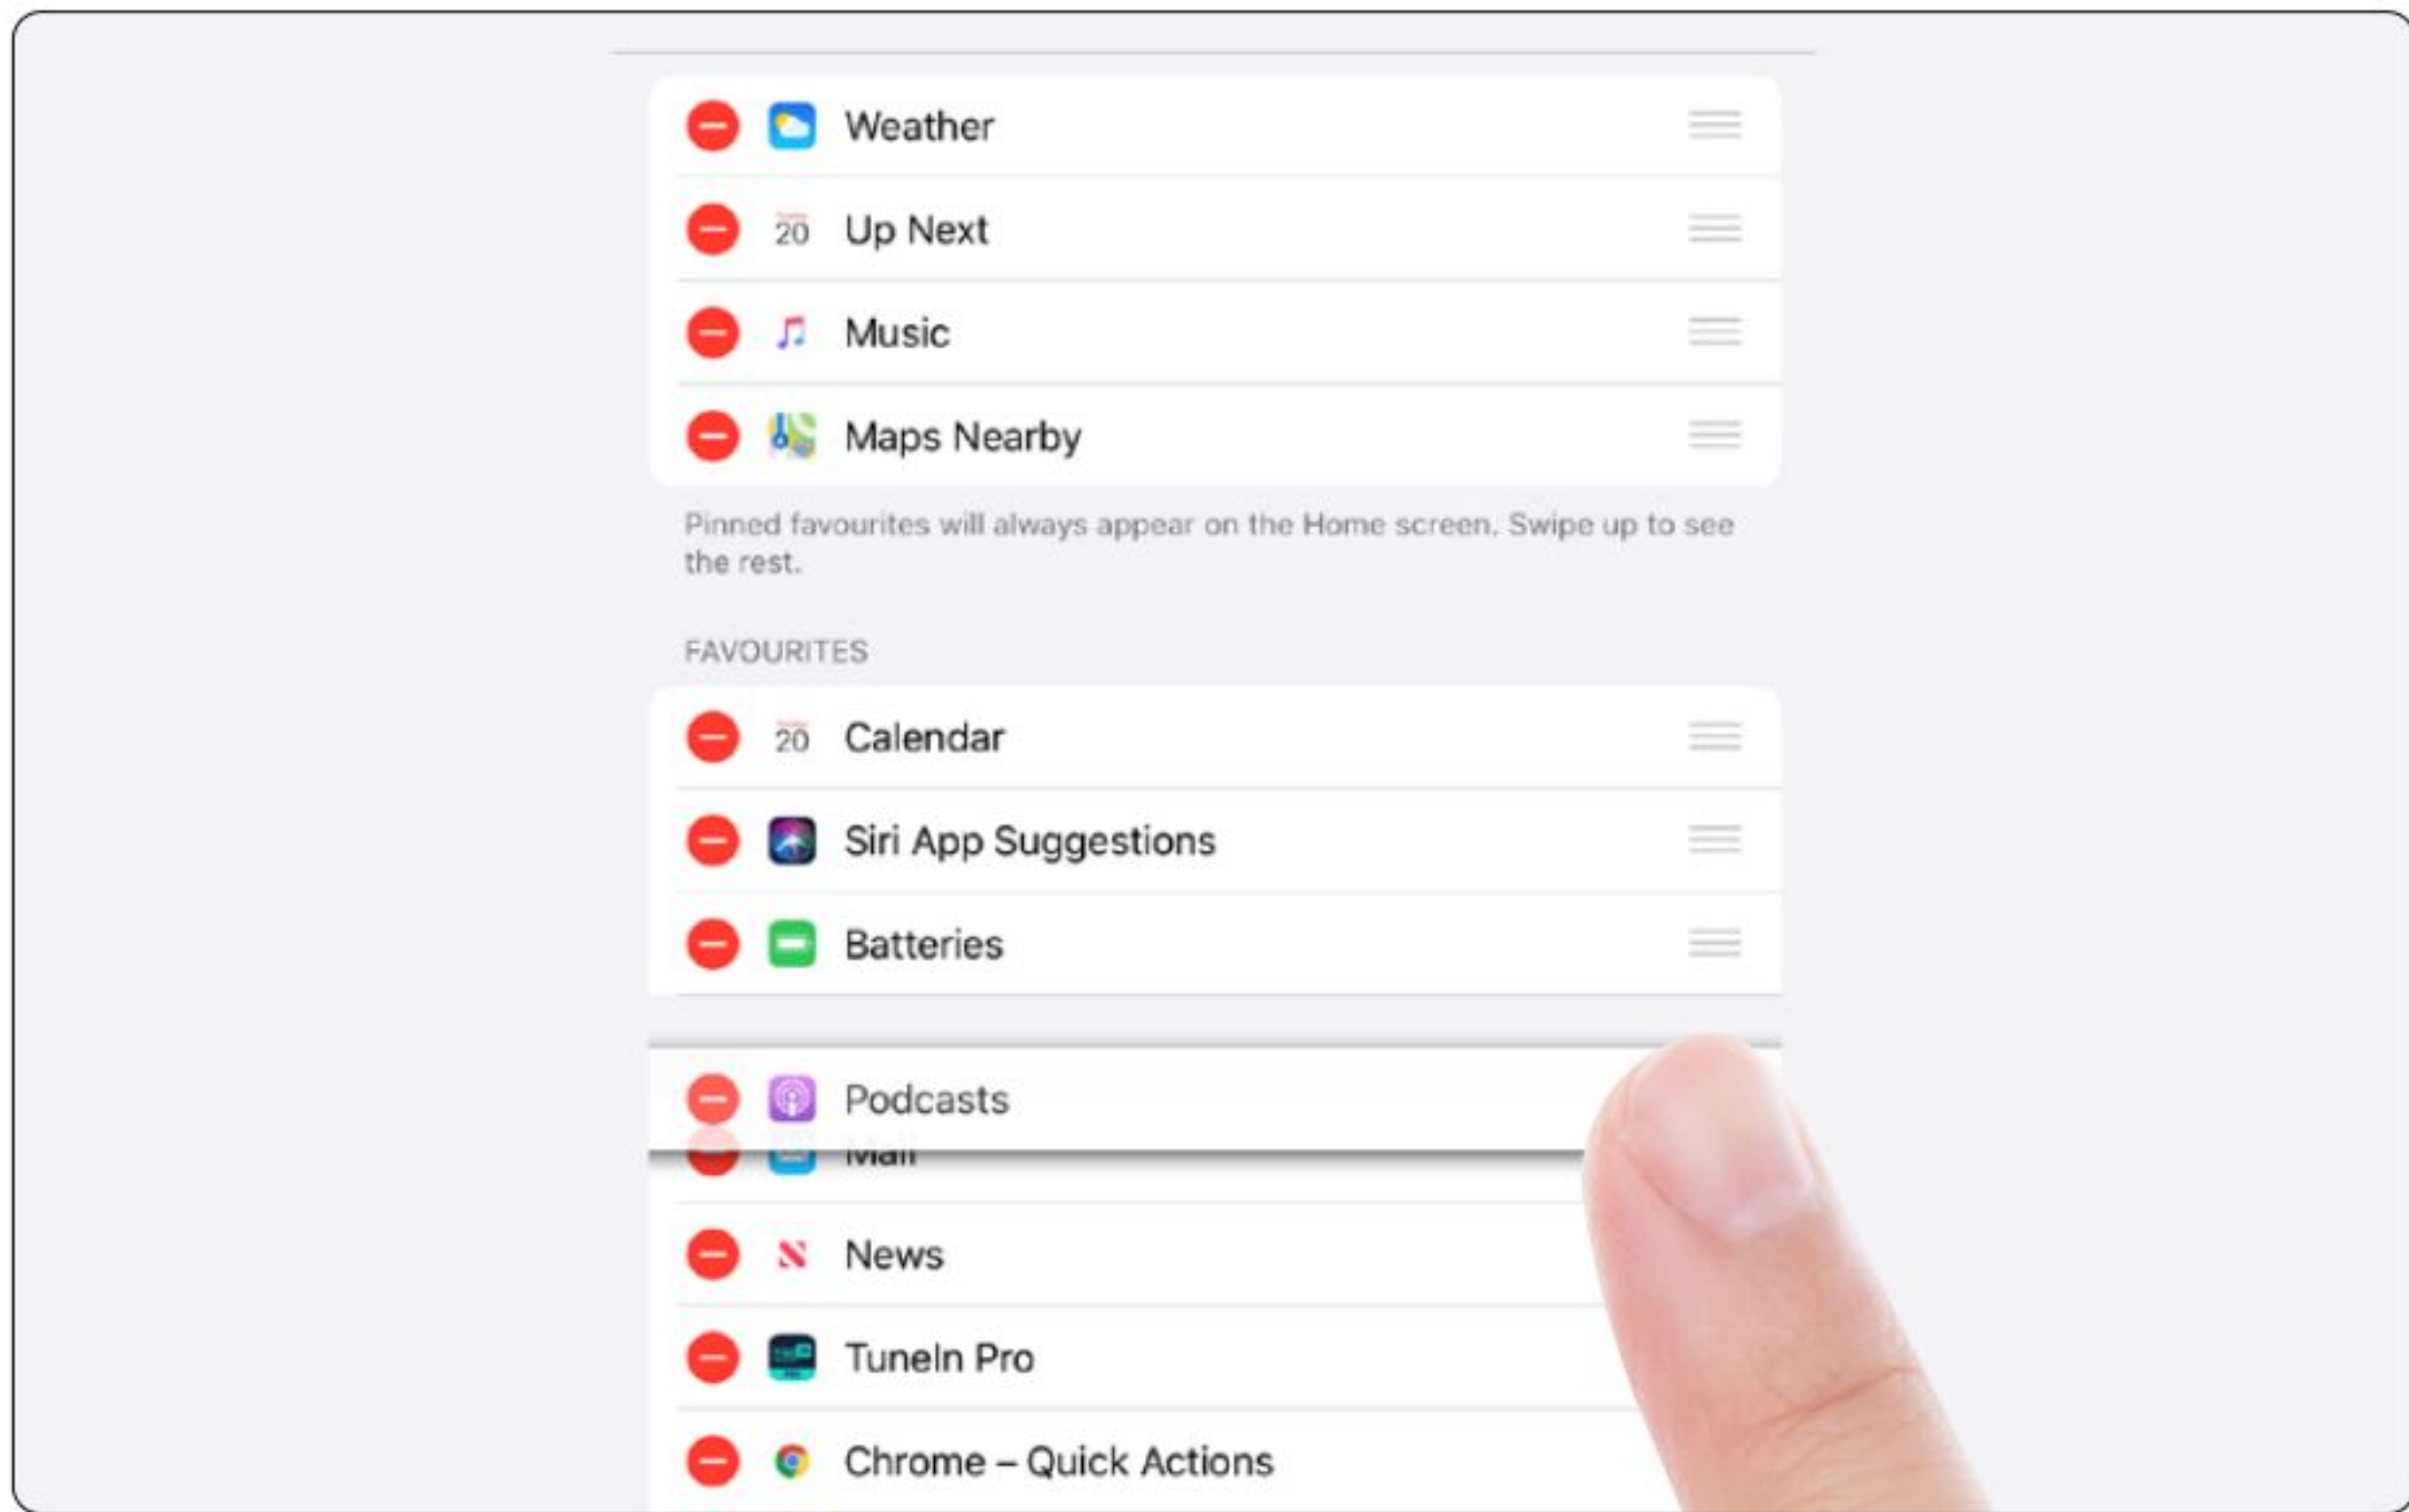 Weather
20 Up Next
Music
Maps Nearby
Pinned favourites will always appear on the Home screen. Swipe up to see
the rest.
FAVOURITES
20 Calendar
Siri App Suggestions
Batteries
Podcasts
Mail
News
TuneIn Pro
Chrome – Quick Actions